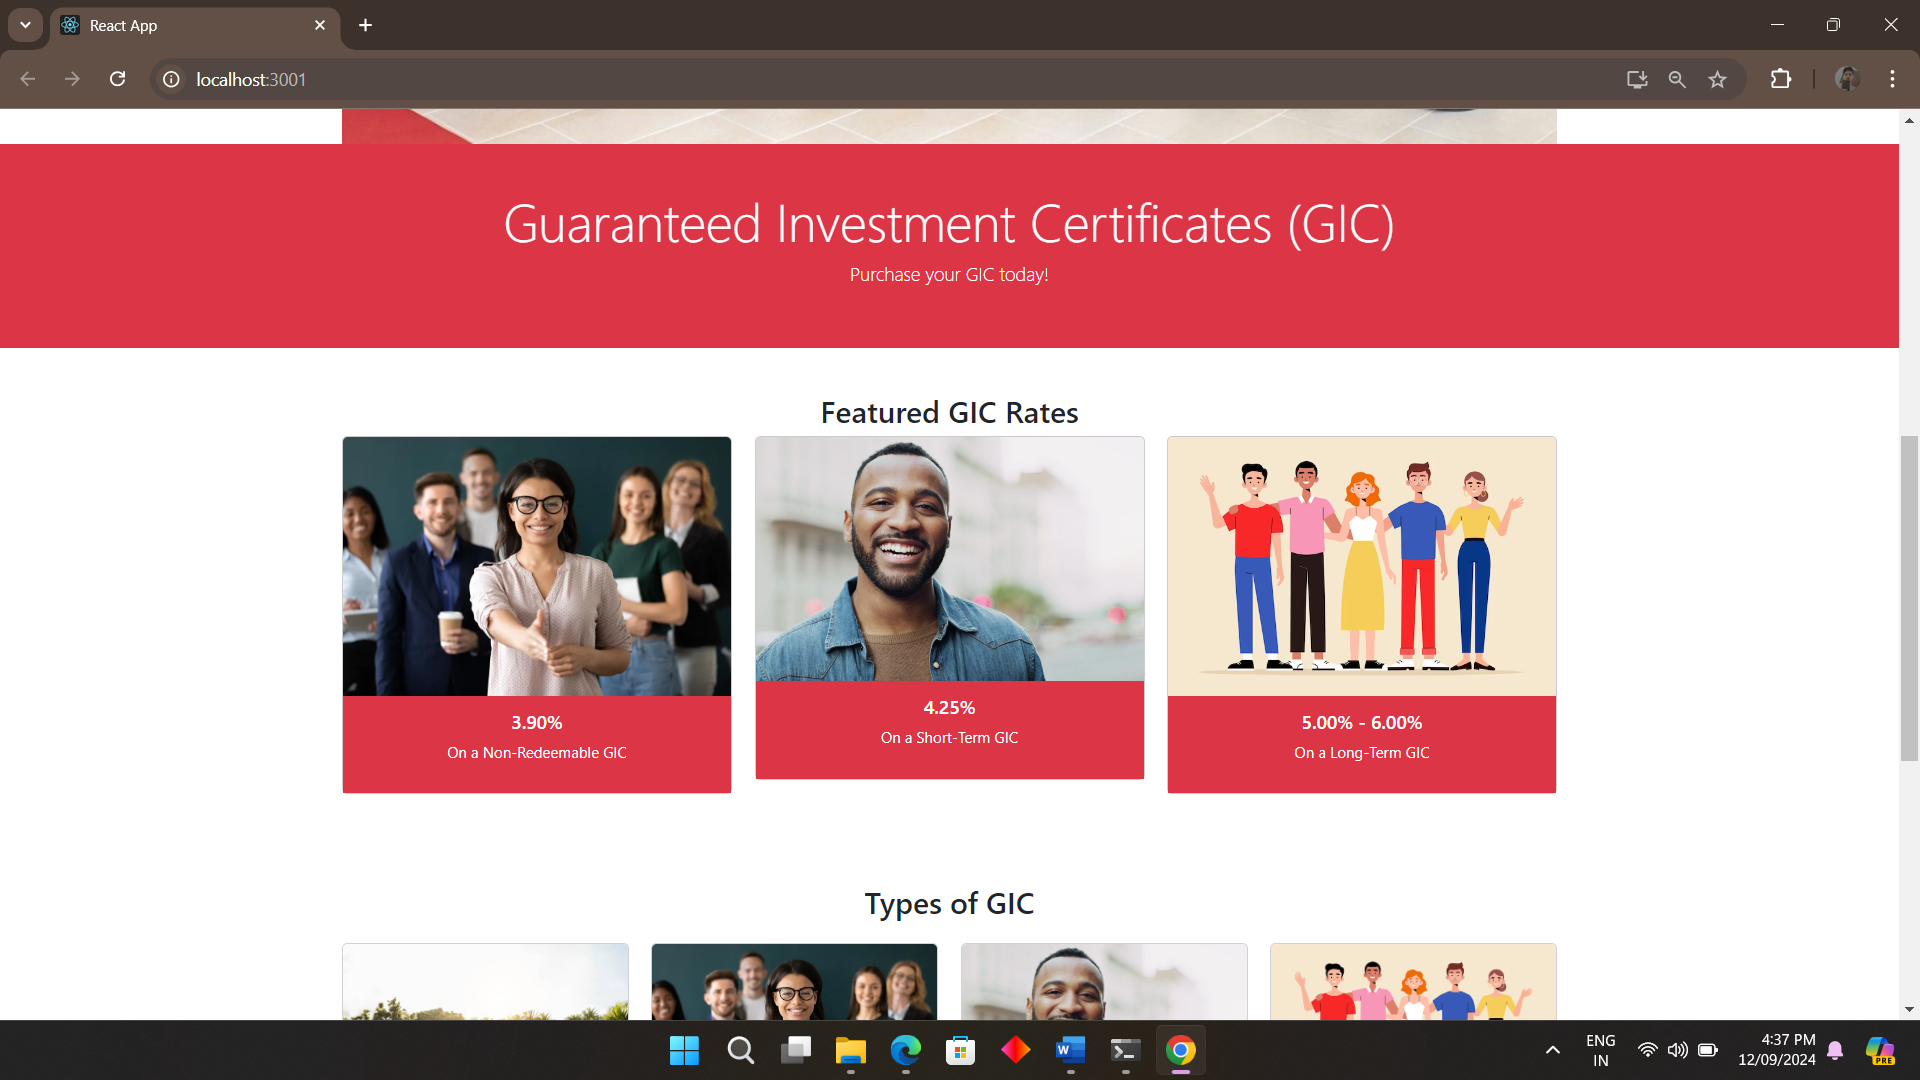 React App
localhost:3001
Guaranteed Investment Certificates (GIC)
Purchase your GIC today!
Featured GIC Rates
3.90%
On a Non-Redeemable GIC
4.25%
On a Short-Term GIC
5.00% - 6.00%
On a Long-Term GIC
Types of GIC
ENG
IN
4:37 PM
12/09/2024
W
PRE